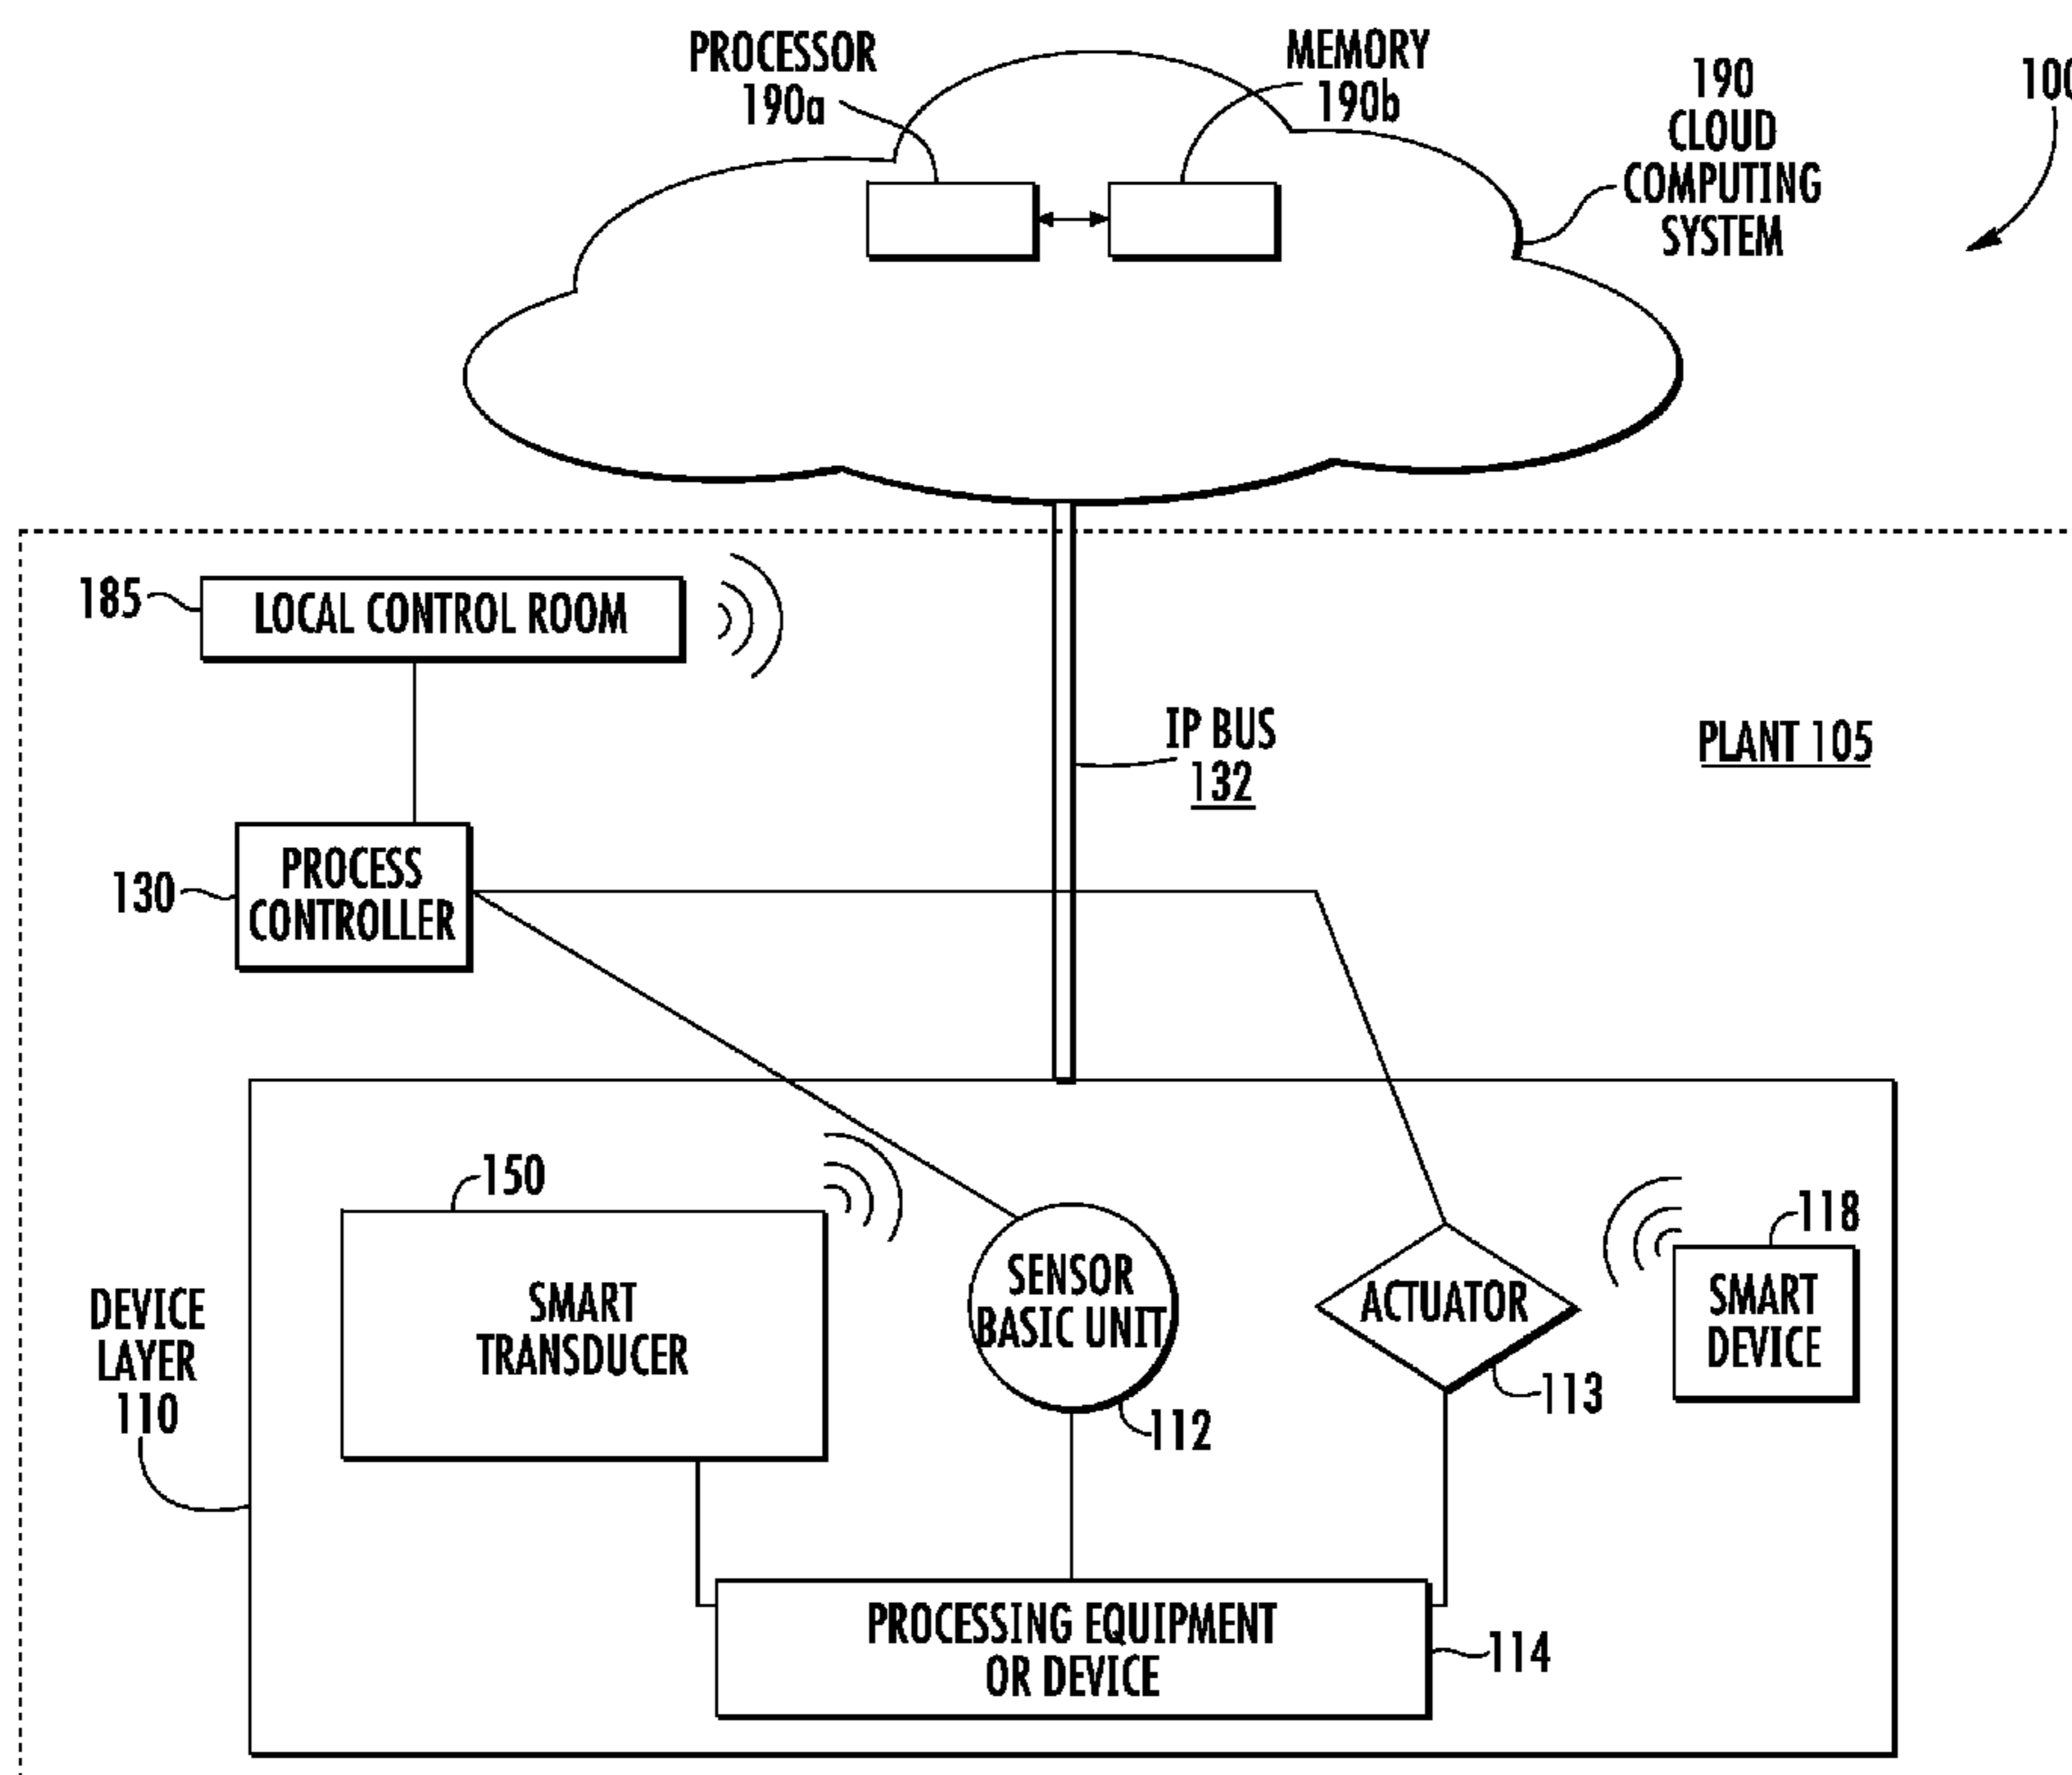 PROCESSOR
190a
MEMORY
190b
190
CLOUD
COMPUTING
SYSTEM
100
185
LOCAL CONTROL ROOM
IP BUS
132
PLANT 105
130
PROCESS
CONTROLLER
150
SMART
TRANSDUCER
SENSOR
BASIC UNIT
112
ACTUATOR
113
118
SMART
DEVICE
DEVICE
LAYER
110
PROCESSING EQUIPMENT
OR DEVICE
114